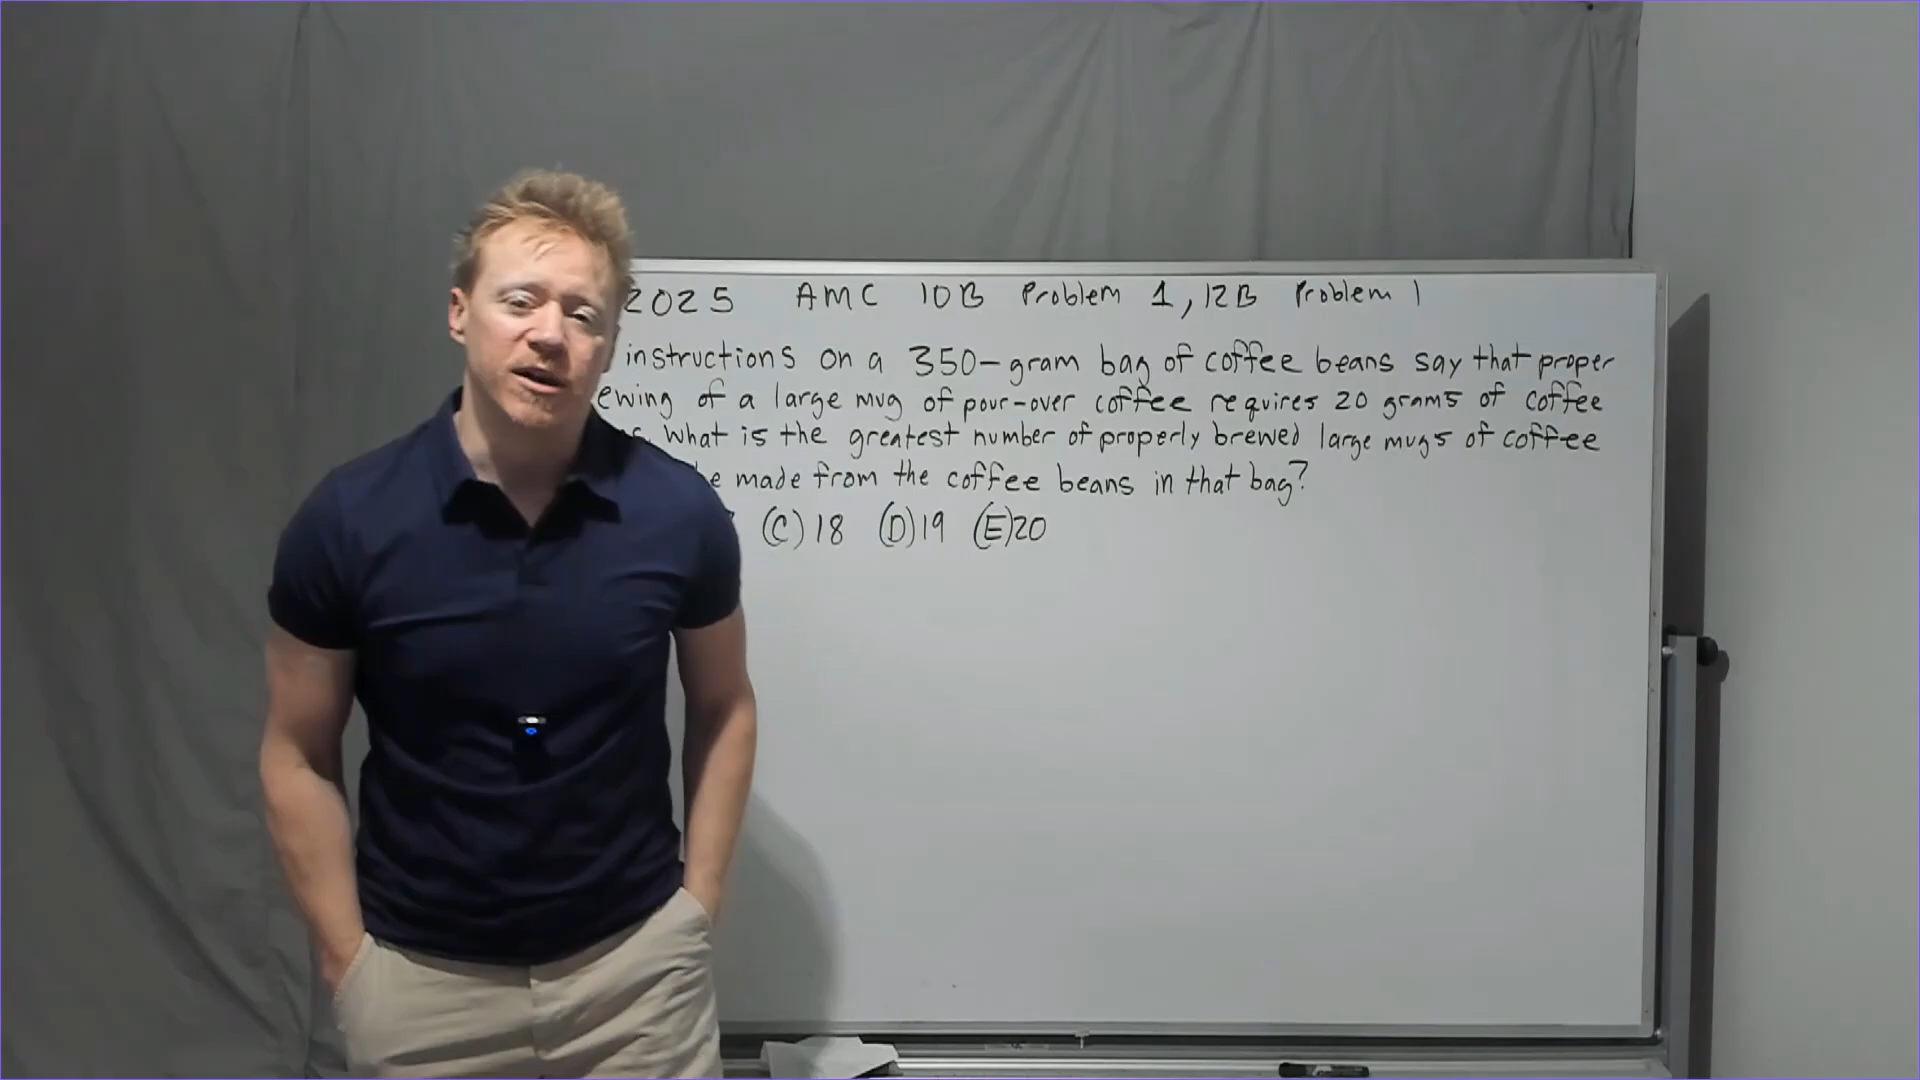 2025 AMC 10B Problem 1, 12B Problem 1
instructions on a 350-gram bag of coffee beans say that proper
ewing of a large mug of pour-over coffee requires 20 grams of coffee
What is the greatest number of properly brewed large mugs of coffee
e made from the coffee beans in that bag?
(C) 18 (D) 19 (E) 20